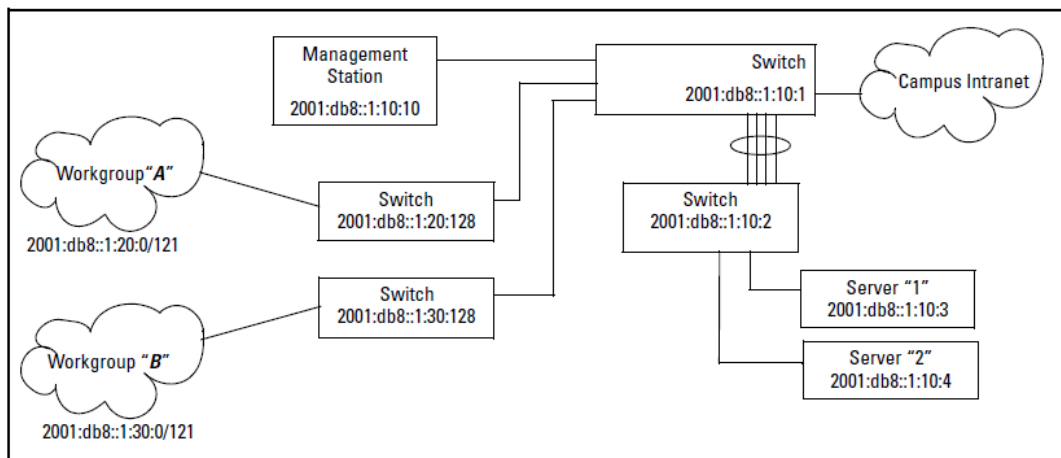 Management
Station
2001:db8::1:10:10
Switch
2001:db8::1:10:1
Campus Intranet
Workgroup "A"
2001:db8::1:20:0/121
Switch
2001:db8::1:20:128
Switch
2001:db8::1:10:2
Switch
2001:db8::1:30:128
Server "1"
2001:db8::1:10:3
Workgroup "B"
2001:db8::1:30:0/121
Server "2"
2001:db8::1:10:4